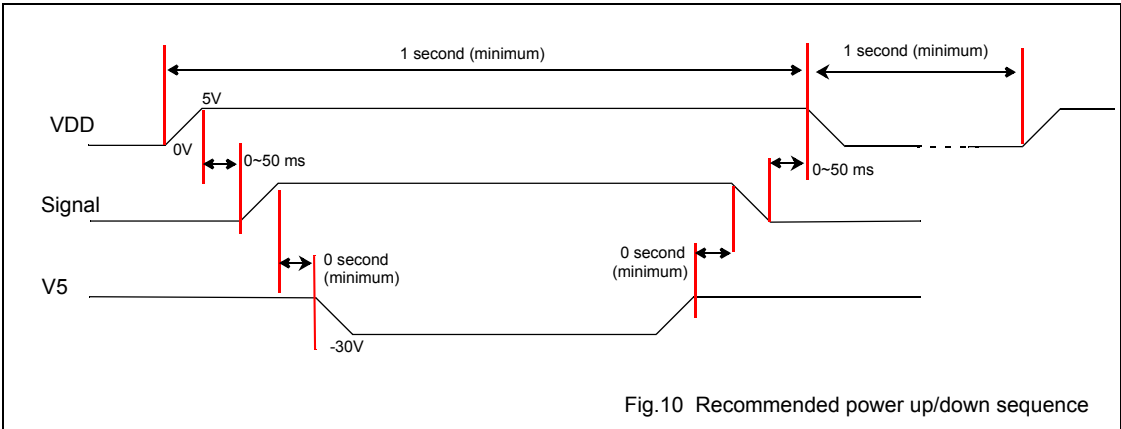 1 second (minimum)
1 second (minimum)
5V
VDD
0V
0~50 ms
0~50 ms
Signal
0 second
(minimum)
0 second
(minimum)
V5
-30V
Fig.10 Recommended power up/down sequence